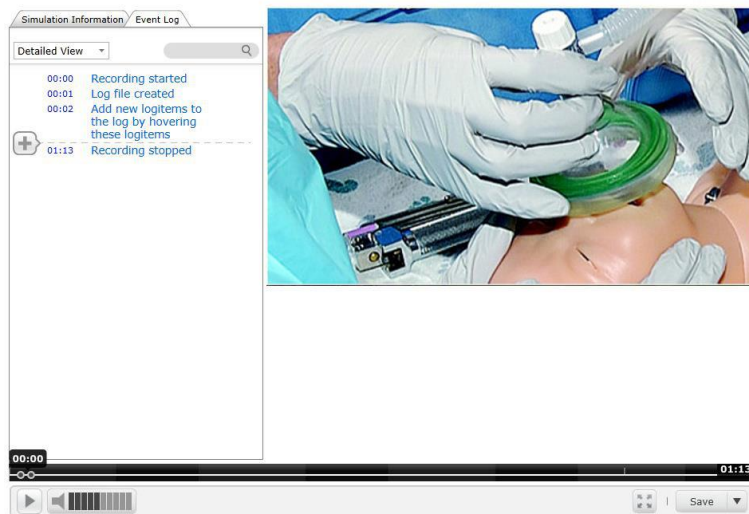 Simulation Information
Event Log
Detailed View
00:00 Recording started
00:01 Log file created
00:02 Add new logitems to
the log by hovering
these logitems
01:13 Recording stopped
00:00
01:13
Save